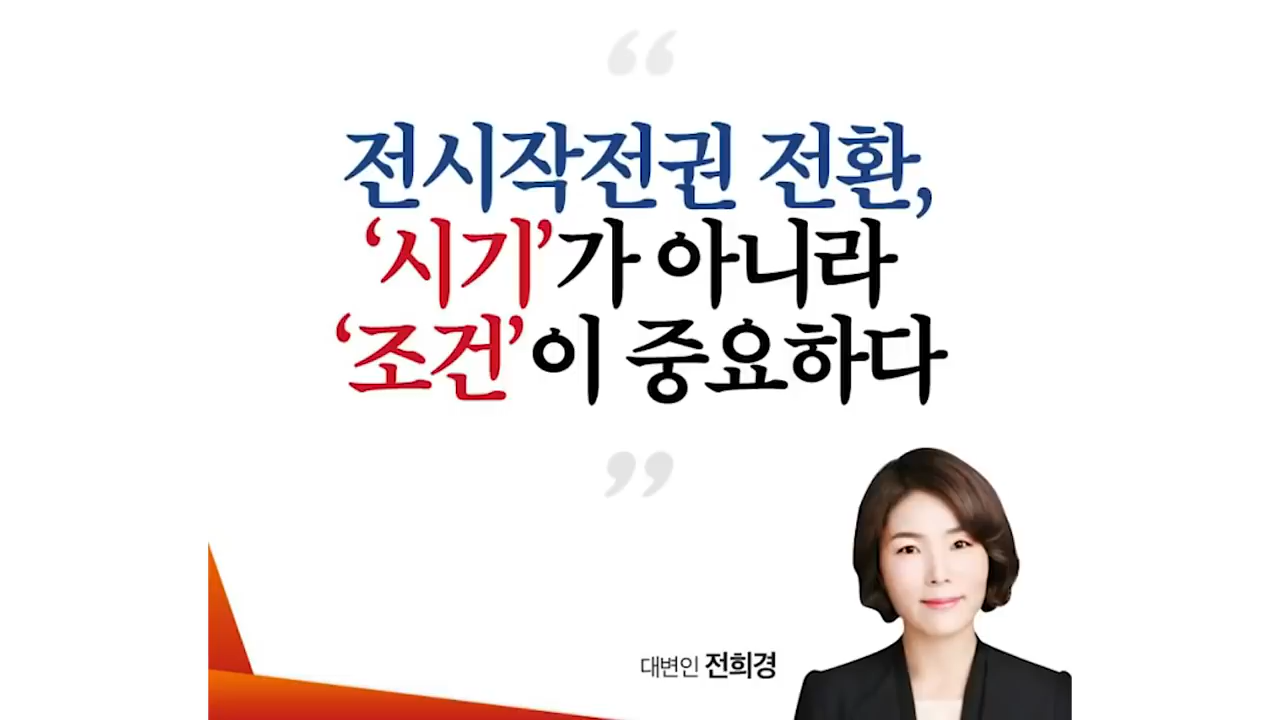 “
전시작전권 전환,
‘시기’가 아니라
‘조건’이 중요하다
”
대변인 전희경